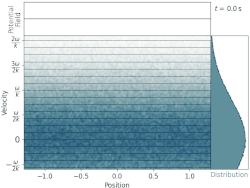 Potential
Field
t = 0.0 s
Velocity
0
−1.0
−0.5
0.0
0.5
1.0
Position
Distribution